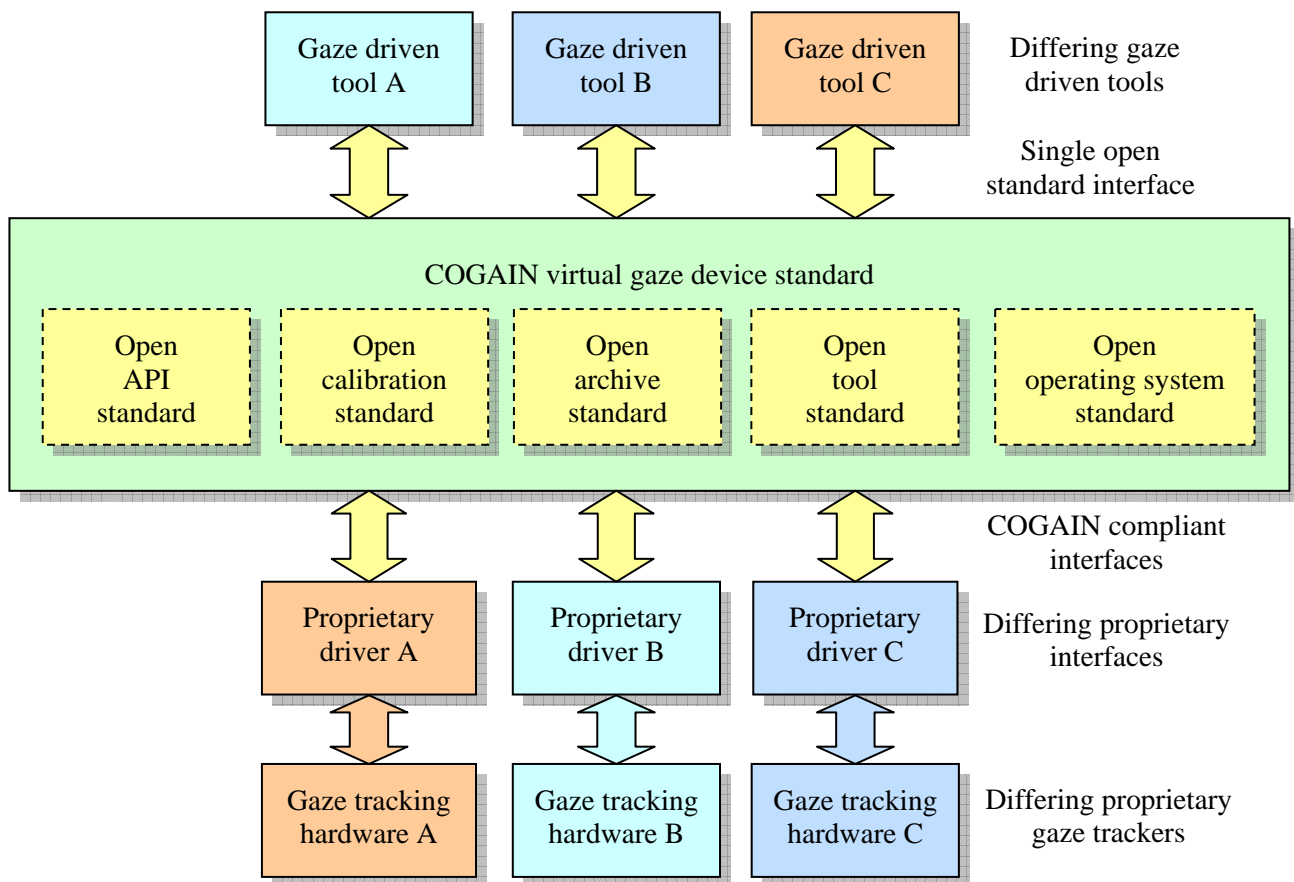 Gaze driven
tool A
Gaze driven
tool B
Gaze driven
tool C
Differing gaze
driven tools
Single open
standard interface
COGAIN virtual gaze device standard
Open
API
standard
Open
calibration
standard
Open
archive
standard
Open
tool
standard
Open
operating system
standard
COGAIN compliant
interfaces
Proprietary
driver A
Proprietary
driver B
Proprietary
driver C
Differing proprietary
interfaces
Gaze tracking
hardware A
Gaze tracking
hardware B
Gaze tracking
hardware C
Differing proprietary
gaze trackers